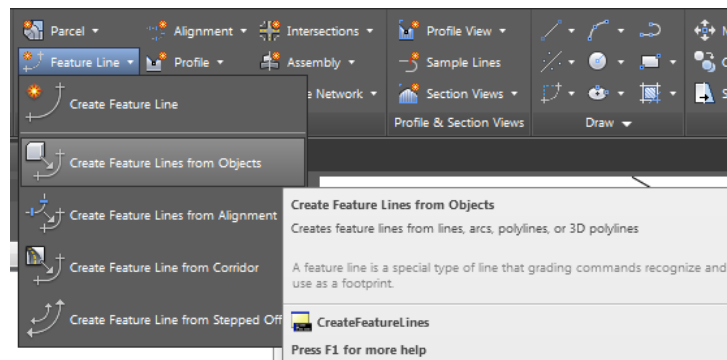 Parcel Alignment Intersections Profile View M
Feature Line Profile Assembly Sample Lines C
Create Feature Line Network Section Views S
Profile & Section Views Draw
Create Feature Lines from Objects
Create Feature Lines from Alignment
Create Feature Line from Corridor
Create Feature Line from Stepped Off
Create Feature Lines from Objects
Creates feature lines from lines, arcs, polylines, or 3D polylines
A feature line is a special type of line that grading commands recognize and
use as a footprint.
CreateFeatureLines
Press F1 for more help